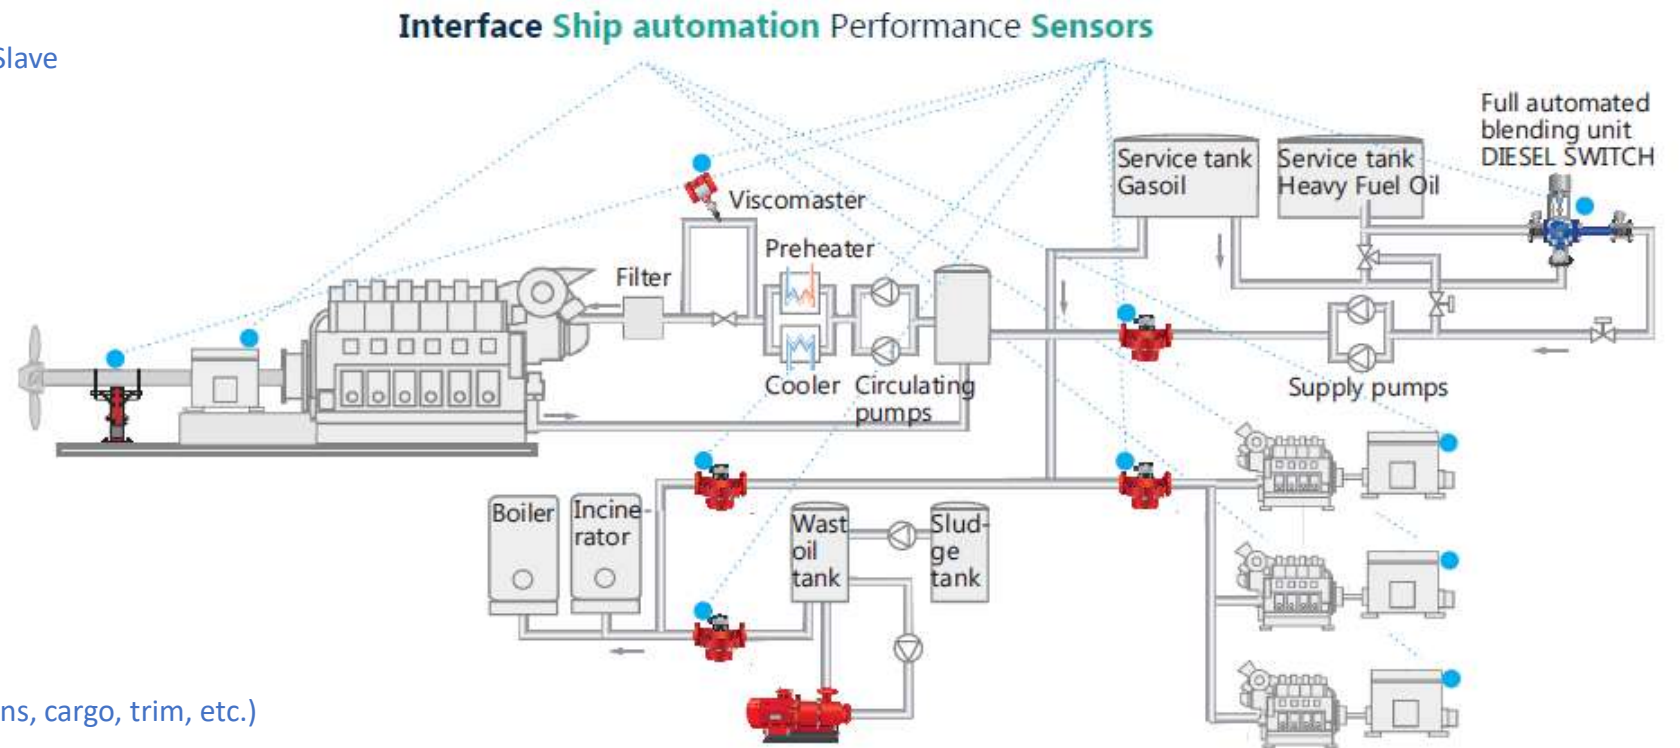 Interface Ship automation Performance Sensors
Slave
Full automated
blending unit
DIESEL SWITCH
Service tank
Gasoil
Service tank
Heavy Fuel Oil
Viscomaster
Preheater
Filter
Cooler
Circulating
pumps
Supply pumps
Boiler
Incine-
rator
Wast
oil
tank
Slud-
ge
tank
ns, cargo, trim, etc.)